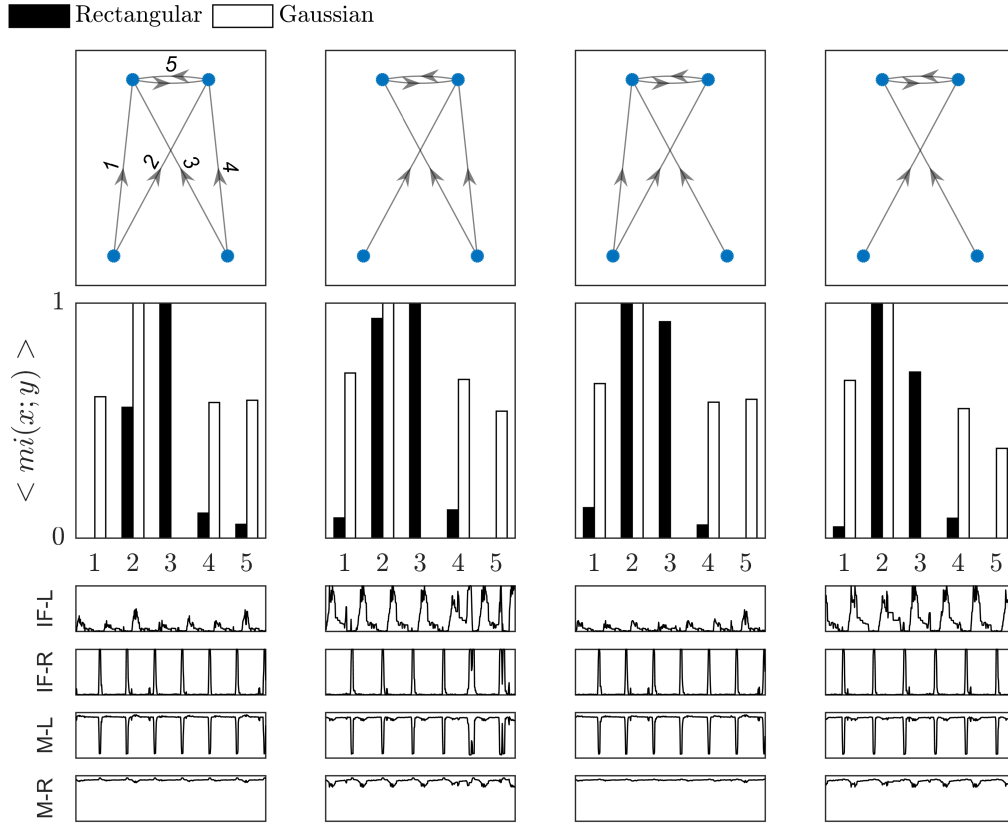 Rectangular Gaussian
5
1 2 3 4
< mi(x; y) >
1
0
1 2 3 4 5 1 2 3 4 5 1 2 3 4 5 1 2 3 4 5
IF-L
IF-R
M-L
M-R